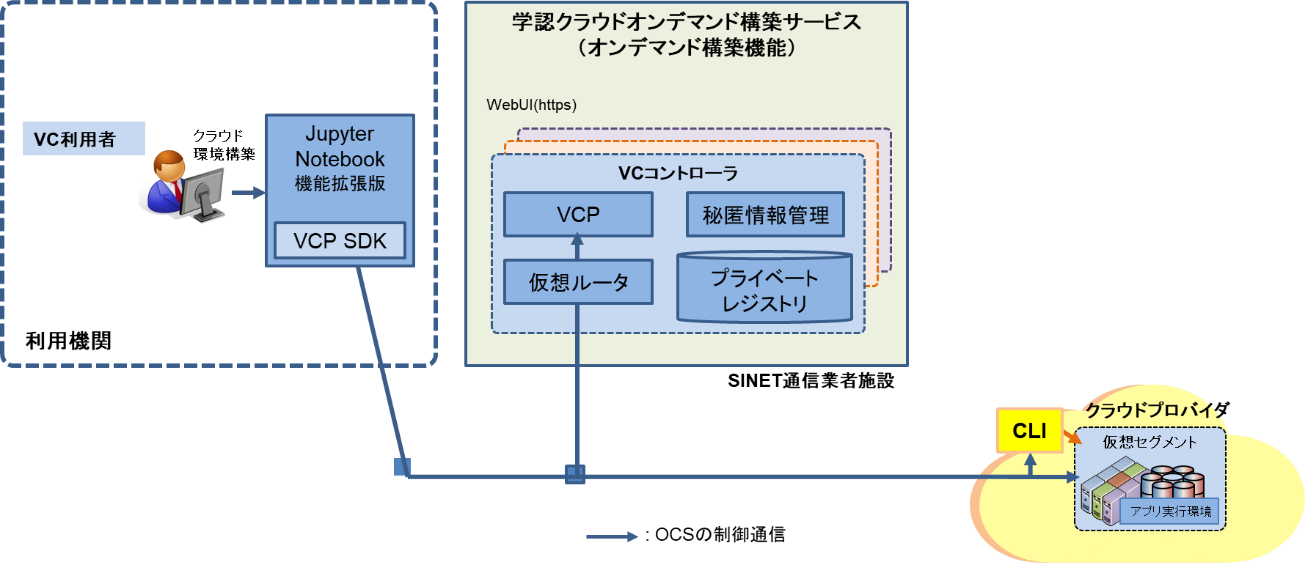 学認クラウドオンデマンド構築サービス
（オンデマンド構築機能）
WebUI(https)
VC利用者
クラウド
環境構築
Jupyter
Notebook
機能拡張版
VCP SDK
利用機関
VCコントローラ
VCP
秘匿情報管理
仮想ルータ
プライベート
レジストリ
SINET通信業者施設
クラウドプロバイダ
CLI
仮想セグメント
アプリ実行環境
: OCSの制御通信